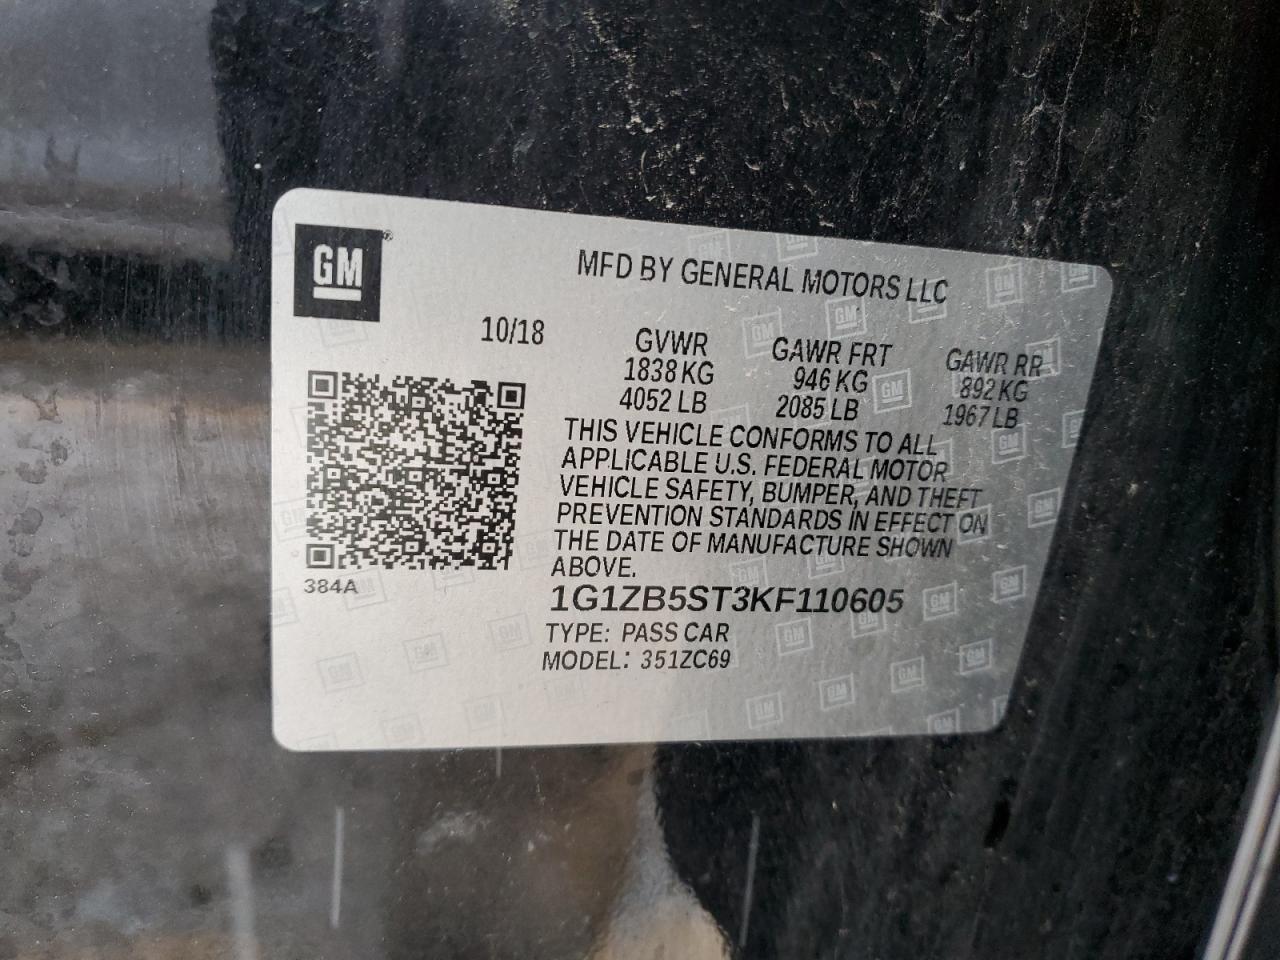 GM
MFD BY GENERAL MOTORS LLC
10/18
GVWR
1838 KG
4052 LB
GAWR FRT
946 KG
2085 LB
GAWR RR
892 KG
1967 LB
THIS VEHICLE CONFORMS TO ALL
APPLICABLE U.S. FEDERAL MOTOR
VEHICLE SAFETY, BUMPER, AND THEFT
PREVENTION STANDARDS IN EFFECT ON
THE DATE OF MANUFACTURE SHOWN
ABOVE.
384A
1G1ZB5ST3KF110605
TYPE: PASS CAR
MODEL: 351ZC69